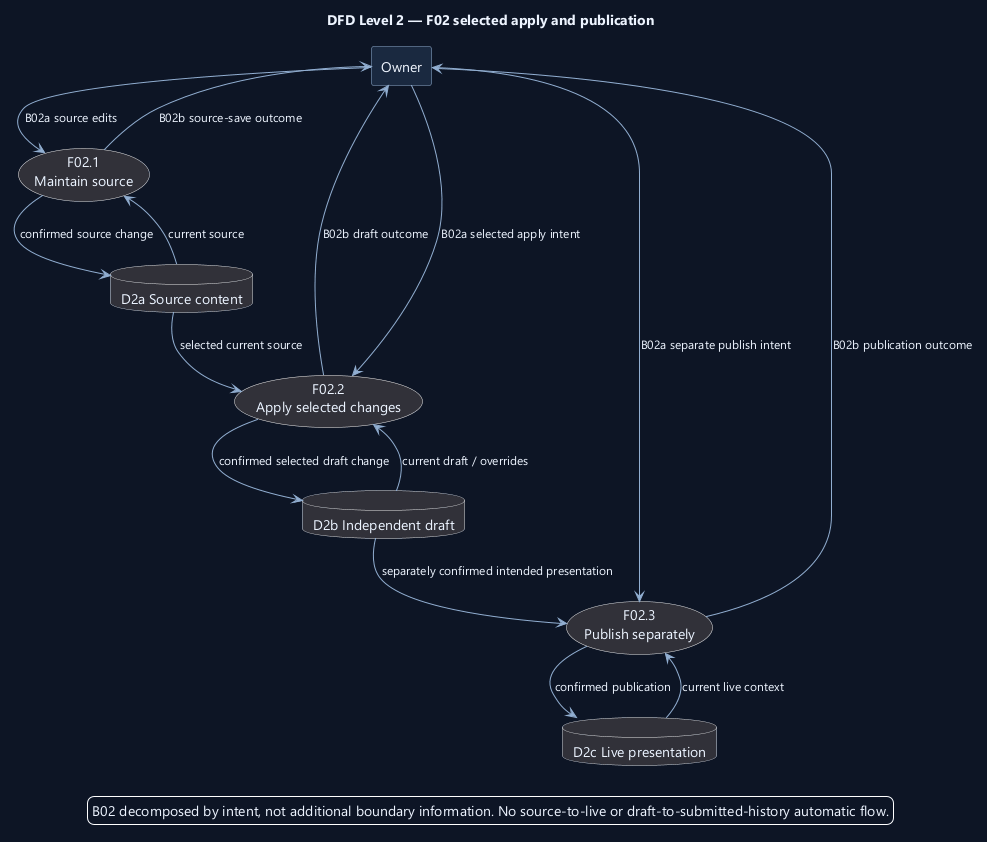 DFD Level 2 — F02 selected apply and publication
Owner
B02a source edits
B02b source-save outcome
F02.1
Maintain source
confirmed source change
current source
B02b draft outcome
B02a selected apply intent
D2a Source content
selected current source
B02a separate publish intent
B02b publication outcome
F02.2
Apply selected changes
confirmed selected draft change
current draft / overrides
D2b Independent draft
separately confirmed intended presentation
F02.3
Publish separately
confirmed publication
current live context
D2c Live presentation
B02 decomposed by intent, not additional boundary information. No source-to-live or draft-to-submitted-history automatic flow.